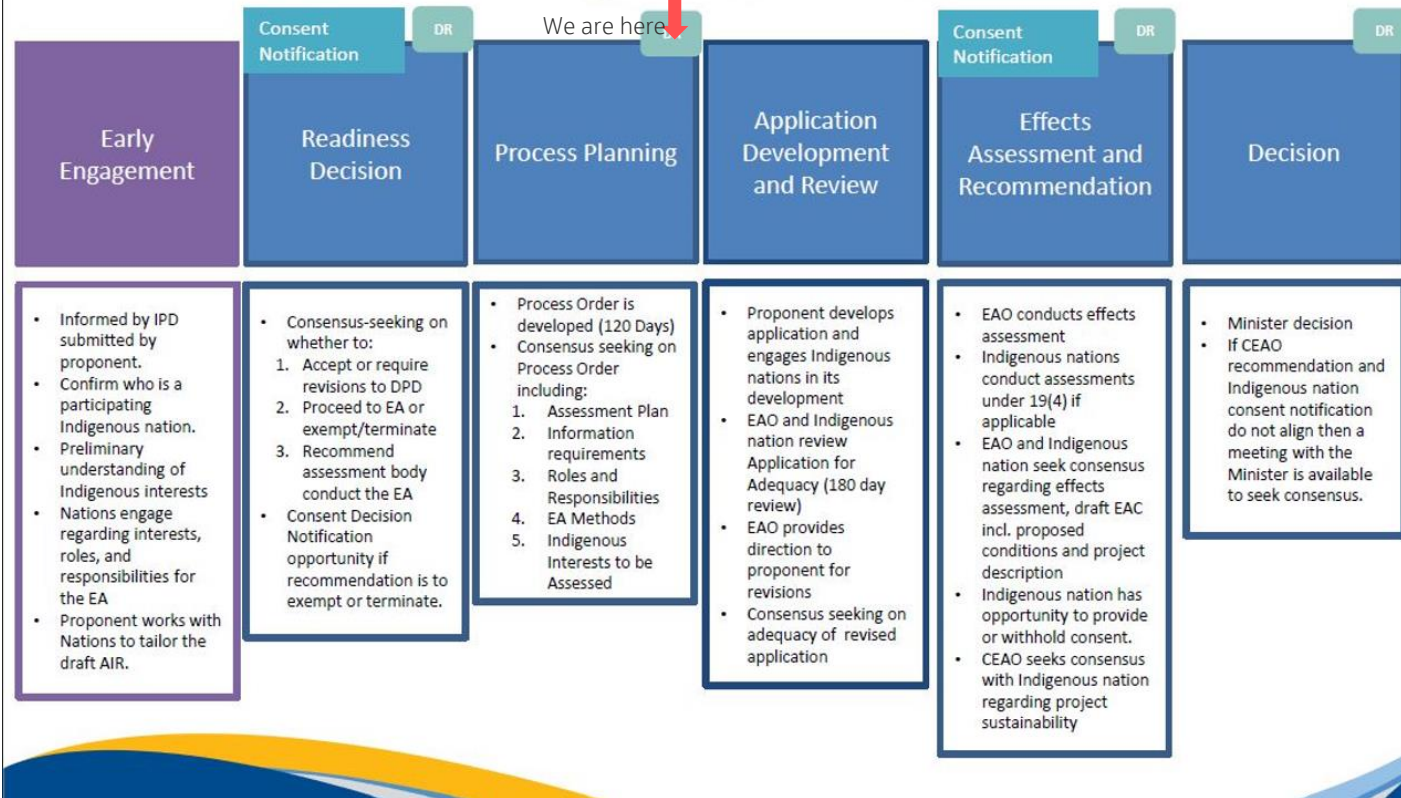 We are here
Consent
Notification
DR
DR
Consent
Notification
DR
DR
Early
Engagement
Readiness
Decision
Process Planning
Application
Development
and Review
Effects
Assessment and
Recommendation
Decision
• Informed by IPD
submitted by
proponent.
• Confirm who is a
participating
Indigenous nation.
• Preliminary
understanding of
Indigenous interests
• Nations engage
regarding interests,
roles, and
responsibilities for
the EA
• Proponent works with
Nations to tailor the
draft AIR.
• Consensus-seeking on
whether to:
1. Accept or require
revisions to DPD
2. Proceed to EA or
exempt/terminate
3. Recommend
assessment body
conduct the EA
• Consent Decision
Notification
opportunity if
recommendation is to
exempt or terminate.
• Process Order is
developed (120 Days)
• Consensus seeking on
Process Order
including:
1. Assessment Plan
2. Information
requirements
3. Roles and
Responsibilities
4. EA Methods
5. Indigenous
Interests to be
Assessed
• Proponent develops
application and
engages Indigenous
nations in its
development
• EAO and Indigenous
nation review
Application for
Adequacy (180 day
review)
• EAO provides
direction to
proponent for
revisions
• Consensus seeking on
adequacy of revised
application
• EAO conducts effects
assessment
• Indigenous nations
conduct assessments
under 19(4) if
applicable
• EAO and Indigenous
nation seek consensus
regarding effects
assessment, draft EAC
incl. proposed
conditions and project
description
• Indigenous nation has
opportunity to provide
or withhold consent.
• CEAO seeks consensus
with Indigenous nation
regarding project
sustainability
• Minister decision
• If CEAO
recommendation and
Indigenous nation
consent notification
do not align then a
meeting with the
Minister is available
to seek consensus.